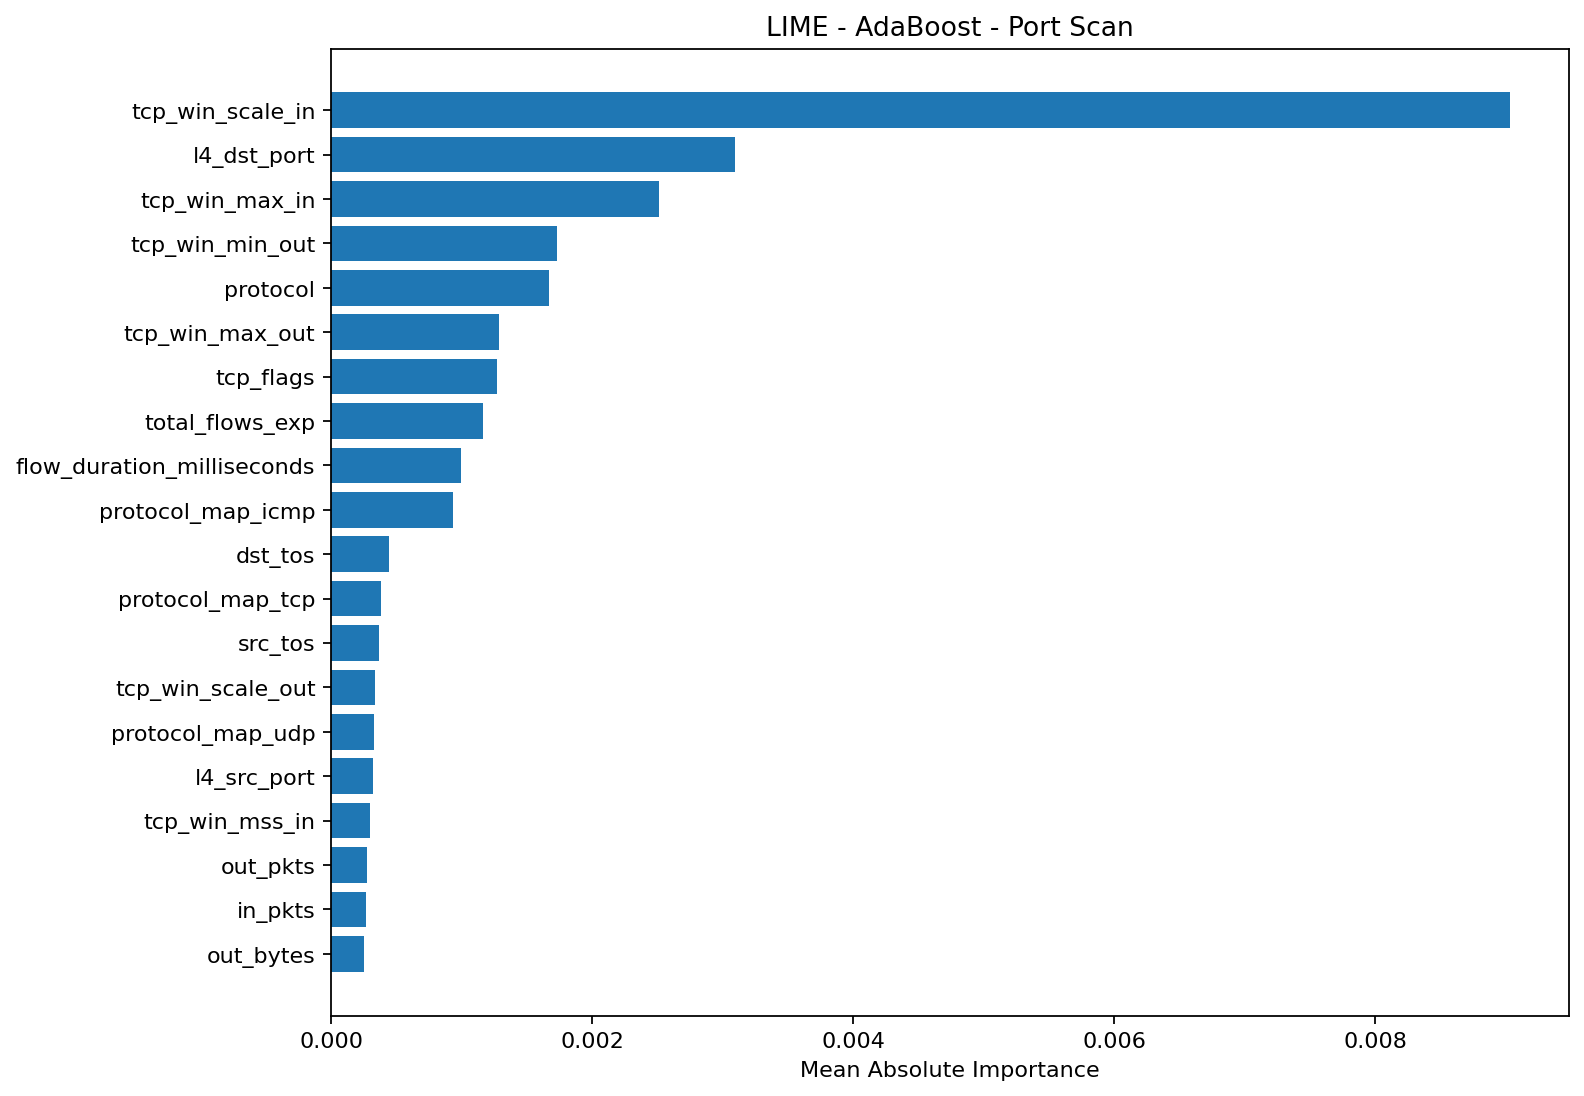 LIME - AdaBoost - Port Scan
tcp_win_scale_in
l4_dst_port
tcp_win_max_in
tcp_win_min_out
protocol
tcp_win_max_out
tcp_flags
total_flows_exp
flow_duration_milliseconds
protocol_map_icmp
dst_tos
protocol_map_tcp
src_tos
tcp_win_scale_out
protocol_map_udp
l4_src_port
tcp_win_mss_in
out_pkts
in_pkts
out_bytes
0.000 0.002 0.004 0.006 0.008
Mean Absolute Importance